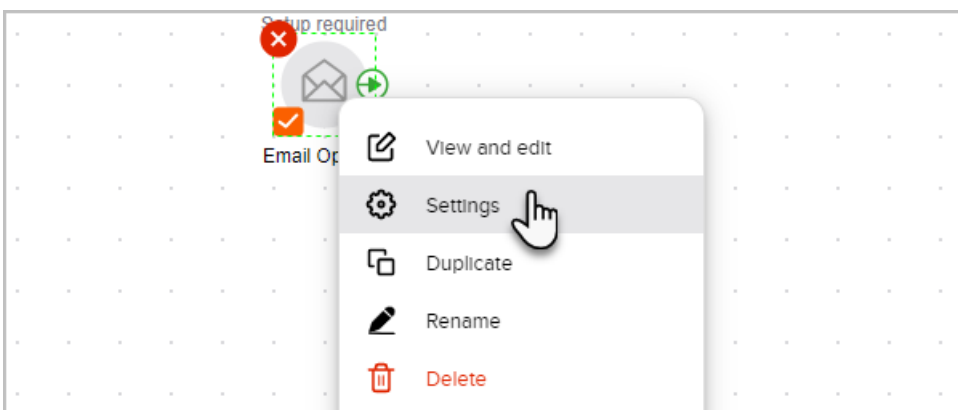 Setup required
Email Op
View and edit
Settings
Duplicate
Rename
Delete